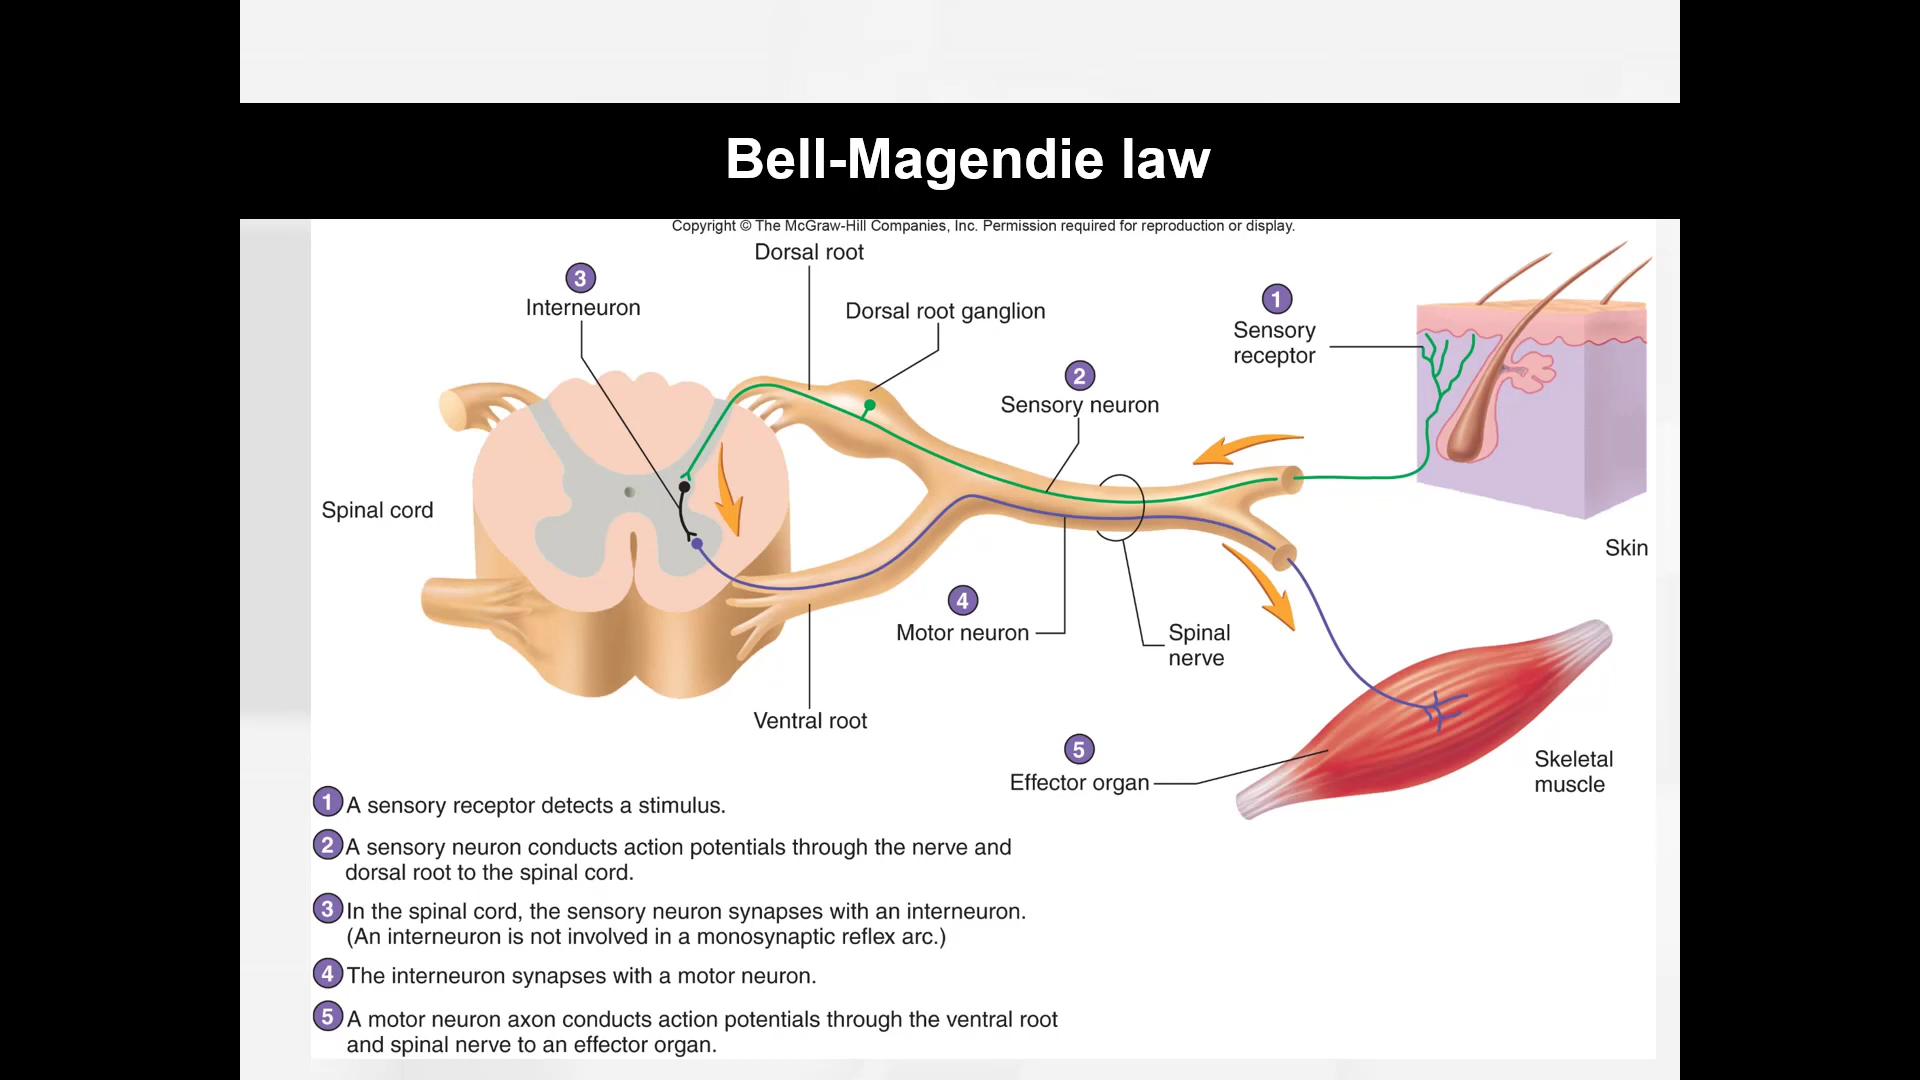 Bell-Magendie law
Copyright © The McGraw-Hill Companies, Inc. Permission required for reproduction or display.
Dorsal root
3
Interneuron
Dorsal root ganglion
1
Sensory
receptor
2
Sensory neuron
Spinal cord
Skin
4
Motor neuron
Spinal
nerve
Ventral root
5
Effector organ
Skeletal
muscle
1 A sensory receptor detects a stimulus.
2 A sensory neuron conducts action potentials through the nerve and
dorsal root to the spinal cord.
3 In the spinal cord, the sensory neuron synapses with an interneuron.
(An interneuron is not involved in a monosynaptic reflex arc.)
4 The interneuron synapses with a motor neuron.
5 A motor neuron axon conducts action potentials through the ventral root
and spinal nerve to an effector organ.